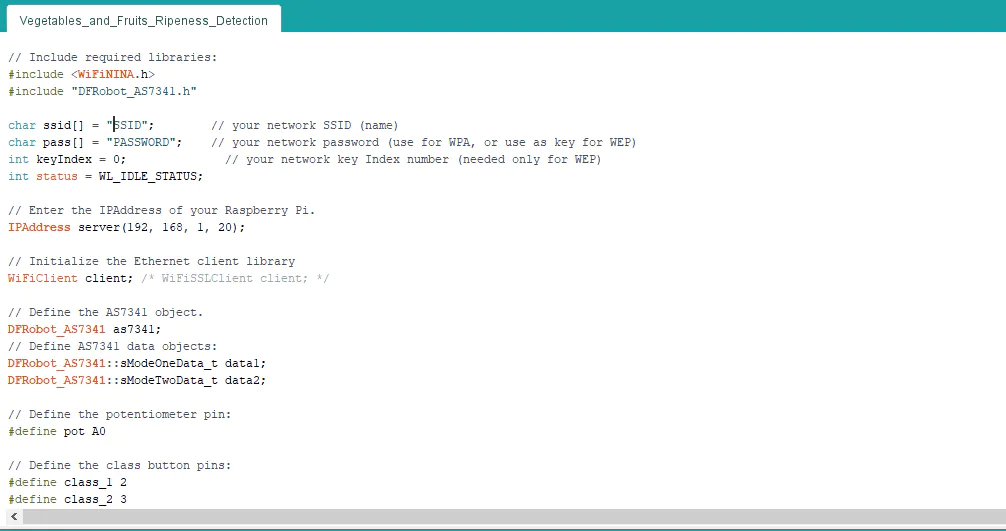 Vegetables_and_Fruits_Ripeness_Detection
// Include required libraries:
#include <WiFiNINA.h>
#include "DFRobot_AS7341.h"
char ssid[] = "SSID";        // your network SSID (name)
char pass[] = "PASSWORD";    // your network password (use for WPA, or use as key for WEP)
int keyIndex = 0;              // your network key Index number (needed only for WEP)
int status = WL_IDLE_STATUS;
// Enter the IPAddress of your Raspberry Pi.
IPAddress server(192, 168, 1, 20);
// Initialize the Ethernet client library
WiFiClient client; /* WiFiSSLClient client; */
// Define the AS7341 object.
DFRobot_AS7341 as7341;
// Define AS7341 data objects:
DFRobot_AS7341::sModeOneData_t data1;
DFRobot_AS7341::sModeTwoData_t data2;
// Define the potentiometer pin:
#define pot A0
// Define the class button pins:
#define class_1 2
#define class_2 3